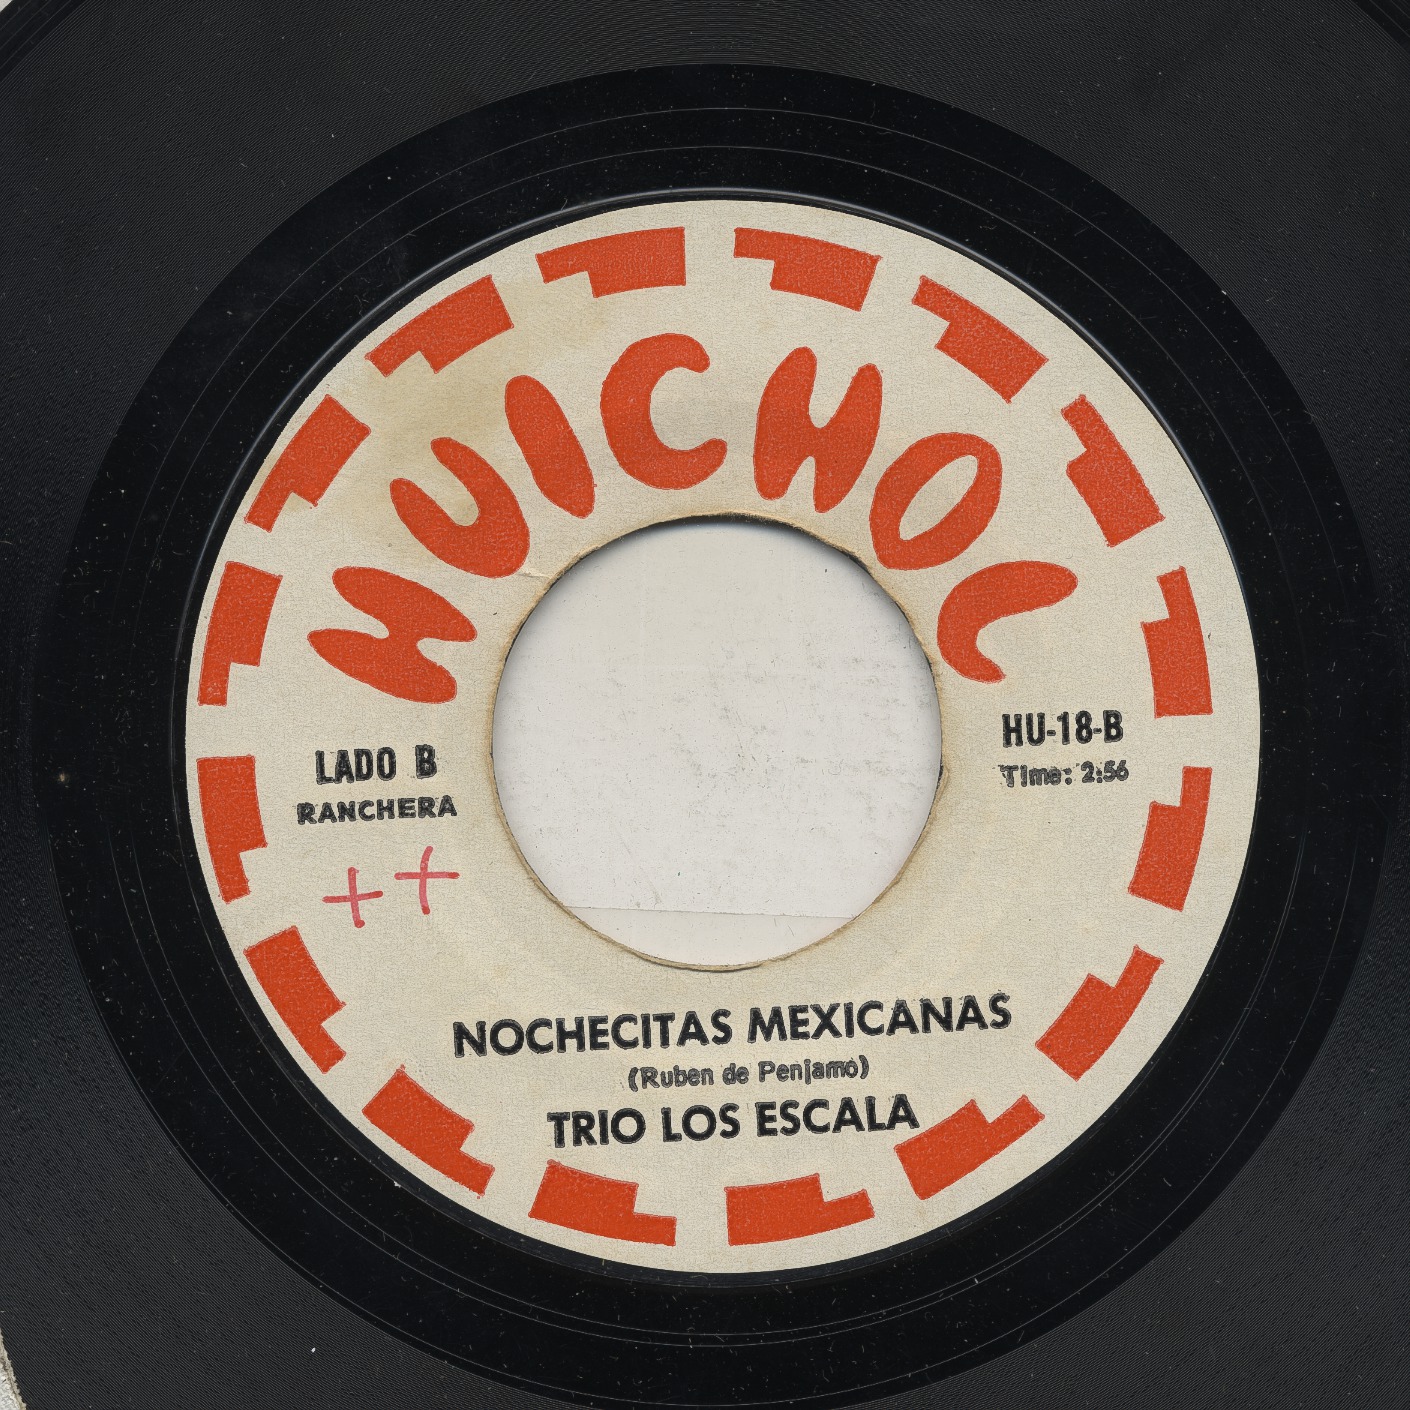 HUICHOL
LADO B
RANCHERA
HU-18-B
Time: 2:56
++
NOCHECITAS MEXICANAS
(Ruben de Penjamo)
TRIO LOS ESCALA